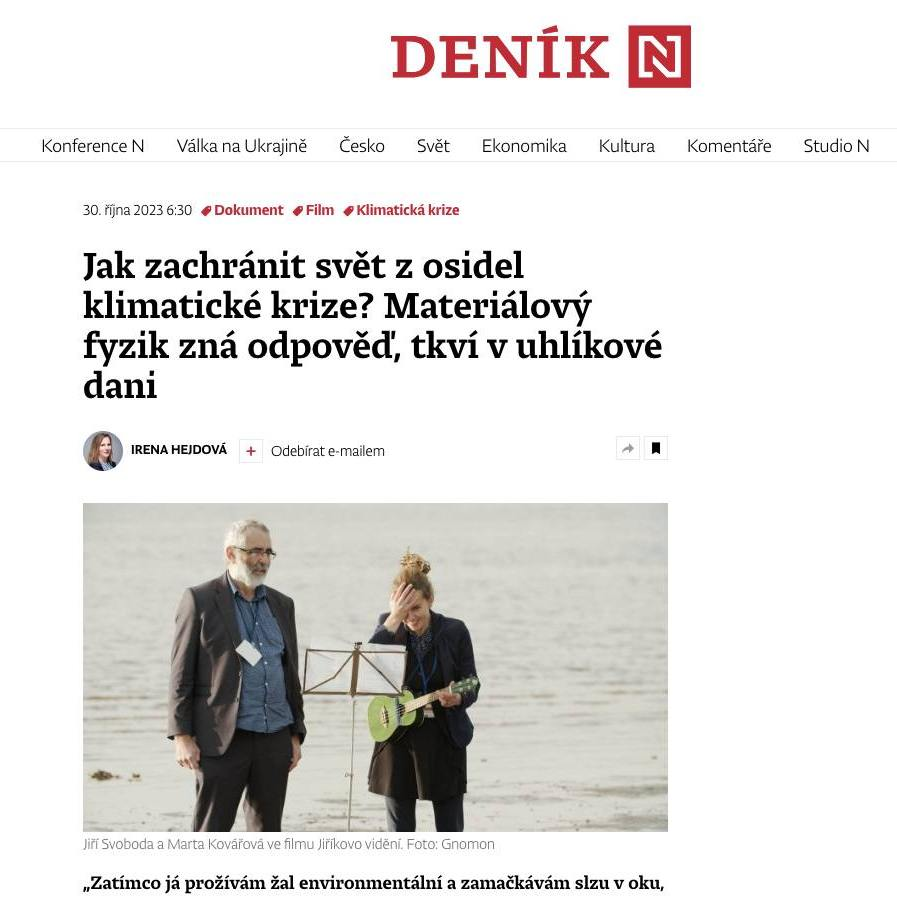 DENÍK N
Konference N Válka na Ukrajině Česko Svět Ekonomika Kultura Komentáře Studio N
30. října 2023 6:30 Dokument Film Klimatická krize
Jak zachránit svět z osidel
klimatické krize? Materiálový
fyzik zná odpověď, tkví v uhlíkové
dani
IRENA HEJDOVÁ + Odebírat e-mailem
Jiří Svoboda a Marta Kovářová ve filmu Jiříkovo vidění. Foto: Gnomon
„Zatímco já prožívám žal environmentální a zamačkávám slzu v oku,